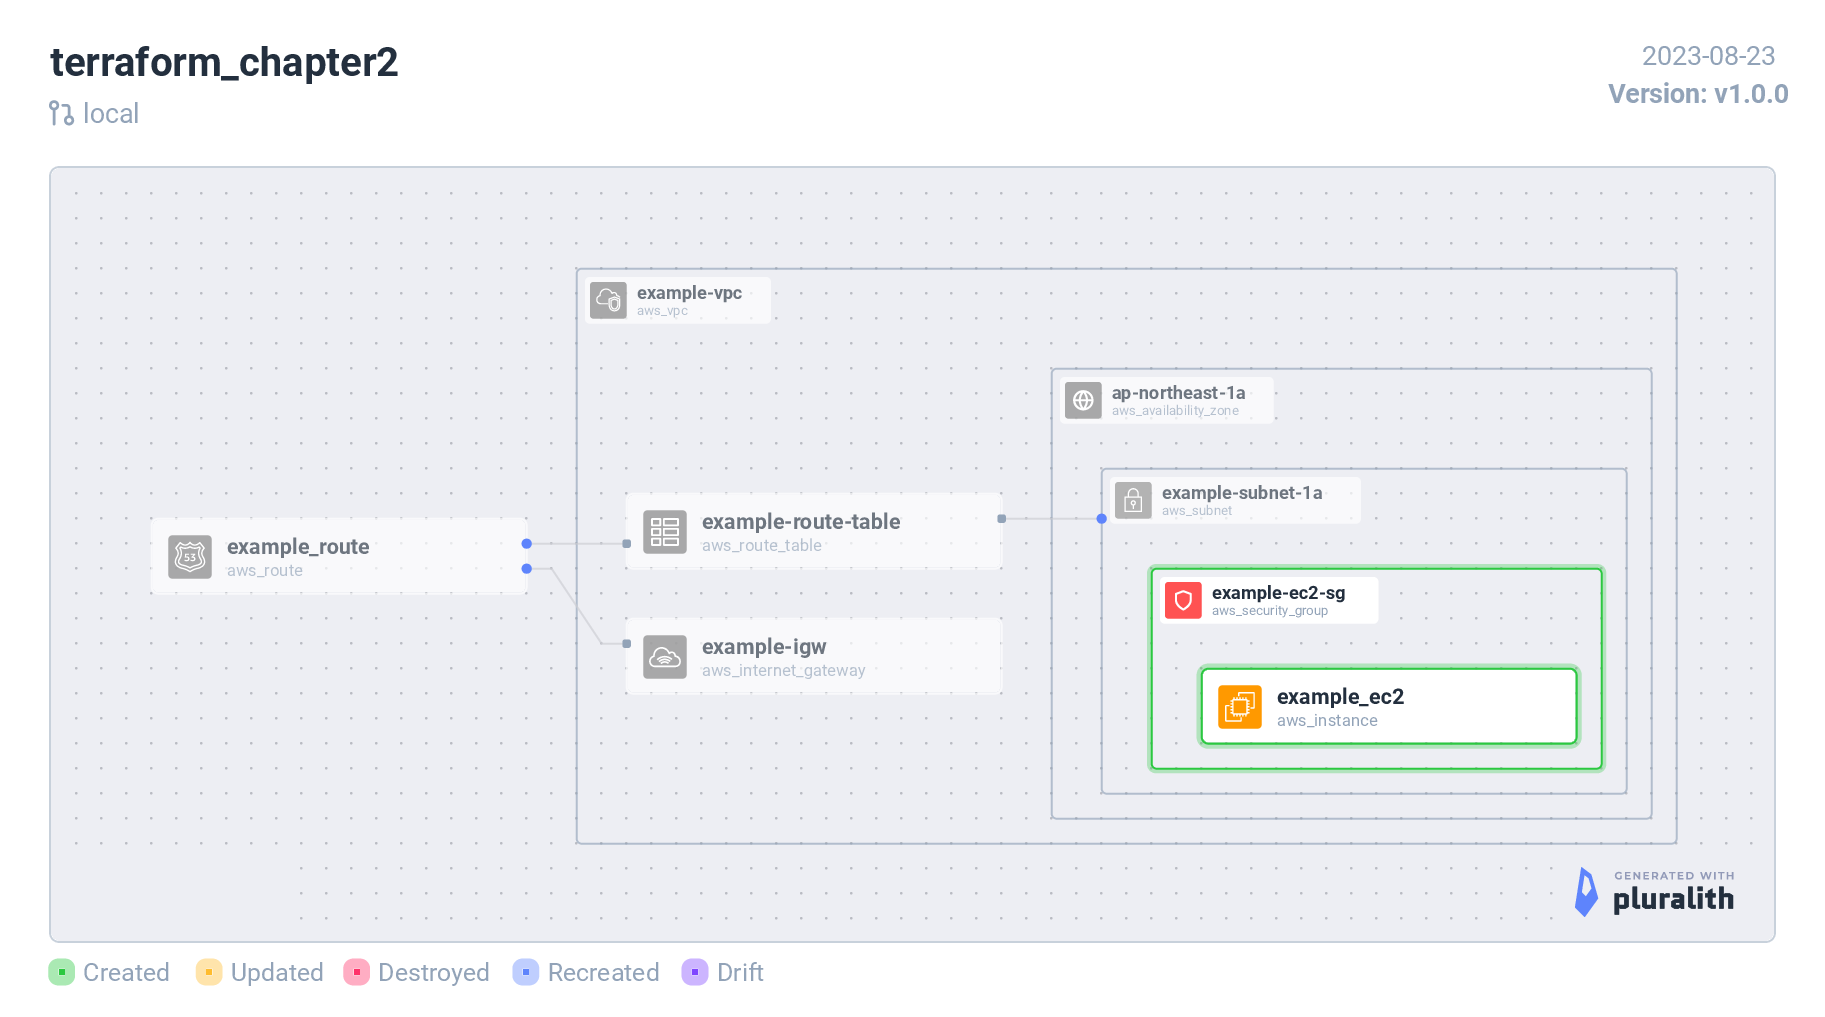 terraform_chapter2
local
2023-08-23
Version: v1.0.0
example-vpc
aws_vpc
ap-northeast-1a
aws_availability_zone
example-subnet-1a
aws_subnet
example-route-table
aws_route_table
53
example_route
aws_route
example-ec2-sg
aws_security_group
example-igw
aws_internet_gateway
example_ec2
aws_instance
GENERATED WITH
pluralith
Created
Updated
Destroyed
Recreated
Drift